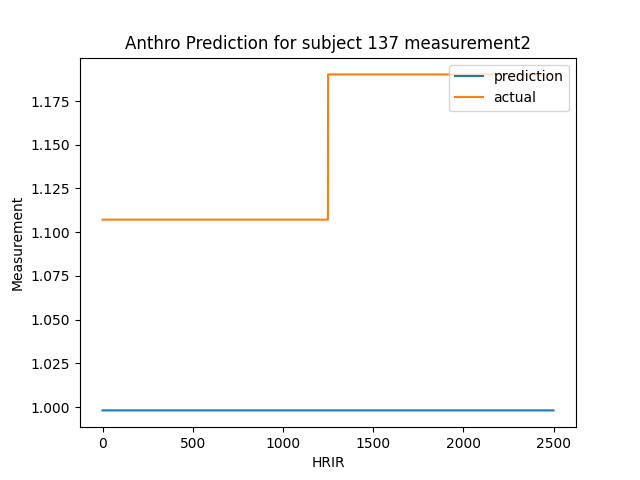 Anthro Prediction for subject 137 measurement2
prediction
actual
1.175
1.150
1.125
1.100
1.075
1.050
1.025
1.000
Measurement
0 500 1000 1500 2000 2500
HRIR